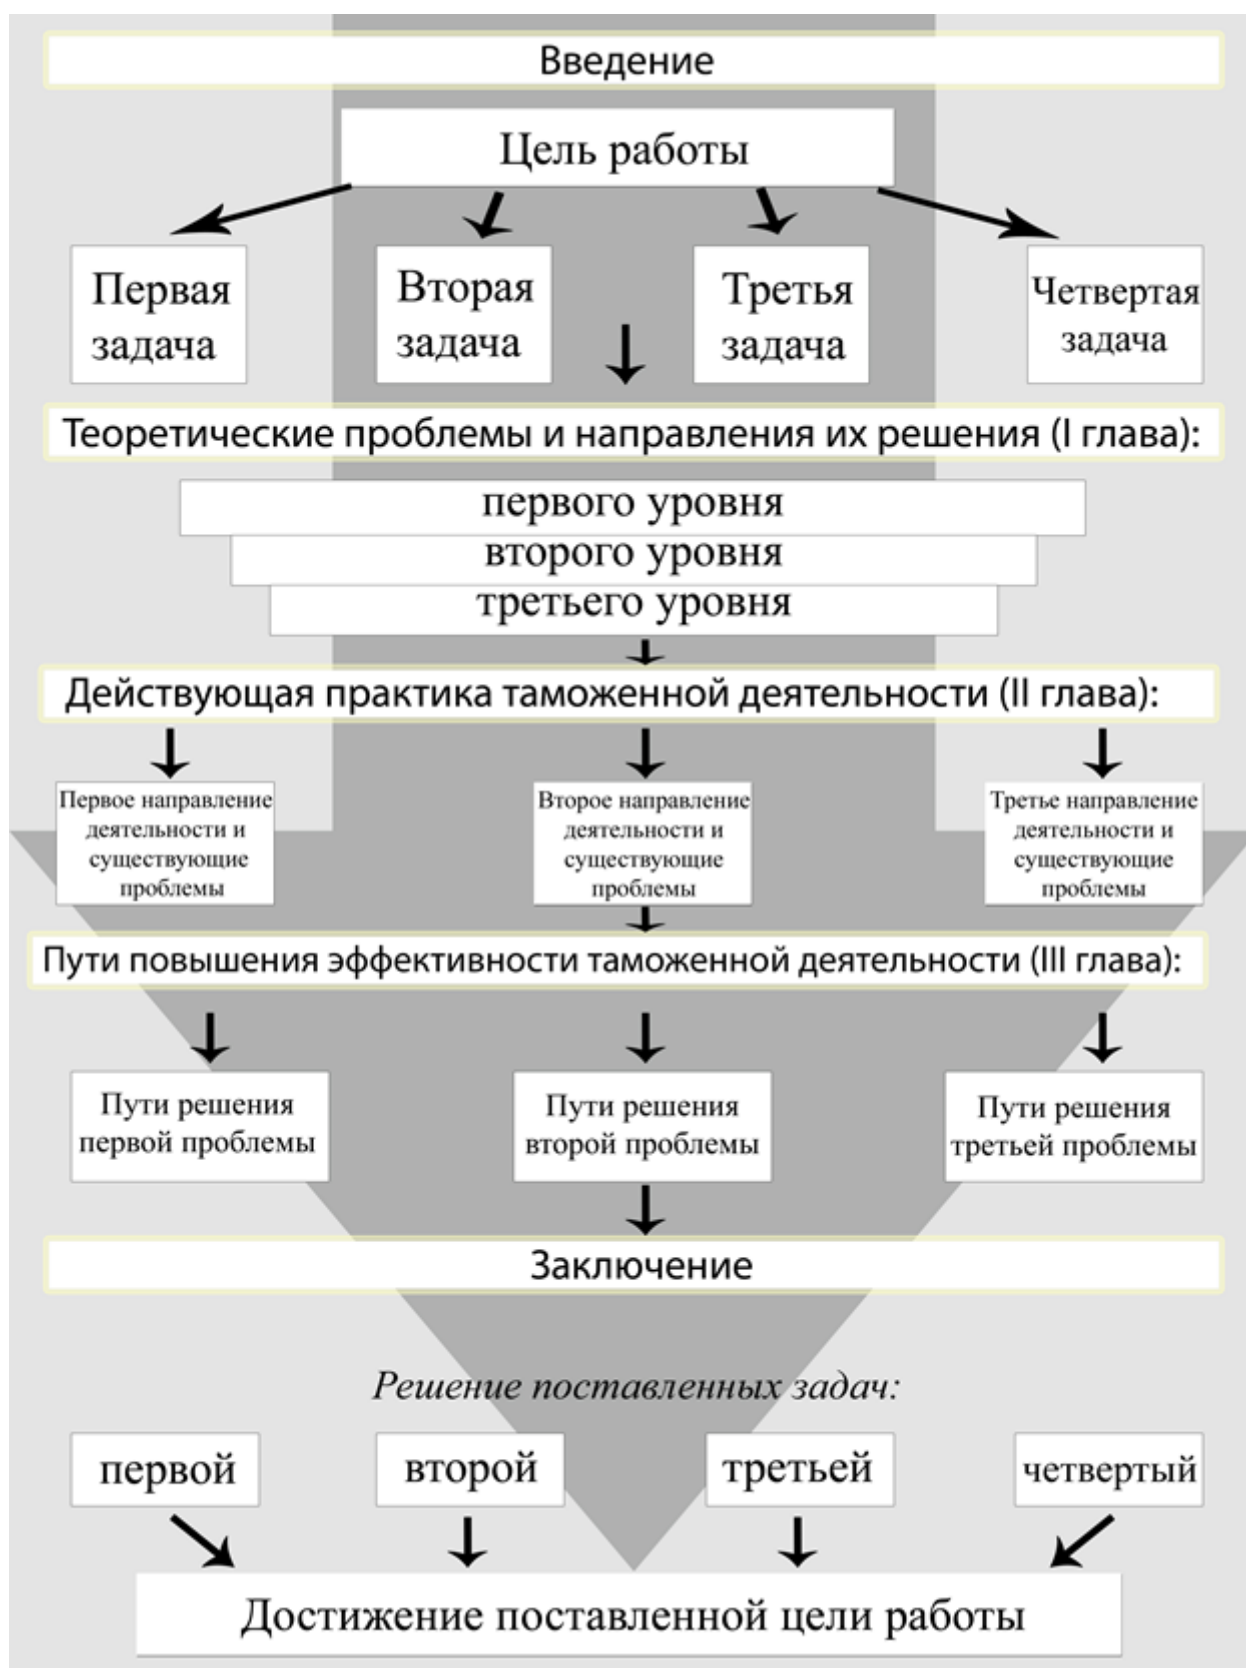 Введение
Цель работы
Первая
задача
Вторая
задача
Третья
задача
Четвертая
задача
Теоретические проблемы и направления их решения (I глава):
первого уровня
второго уровня
третьего уровня
Действующая практика таможенной деятельности (II глава):
Первое направление
деятельности и
существующие
проблемы
Второе направление
деятельности и
существующие
проблемы
Третье направление
деятельности и
существующие
проблемы
Пути повышения эффективности таможенной деятельности (III глава):
Пути решения
первой проблемы
Пути решения
второй проблемы
Пути решения
третьей проблемы
Заключение
Решение поставленных задач:
первой
второй
третьей
четвертый
Достижение поставленной цели работы